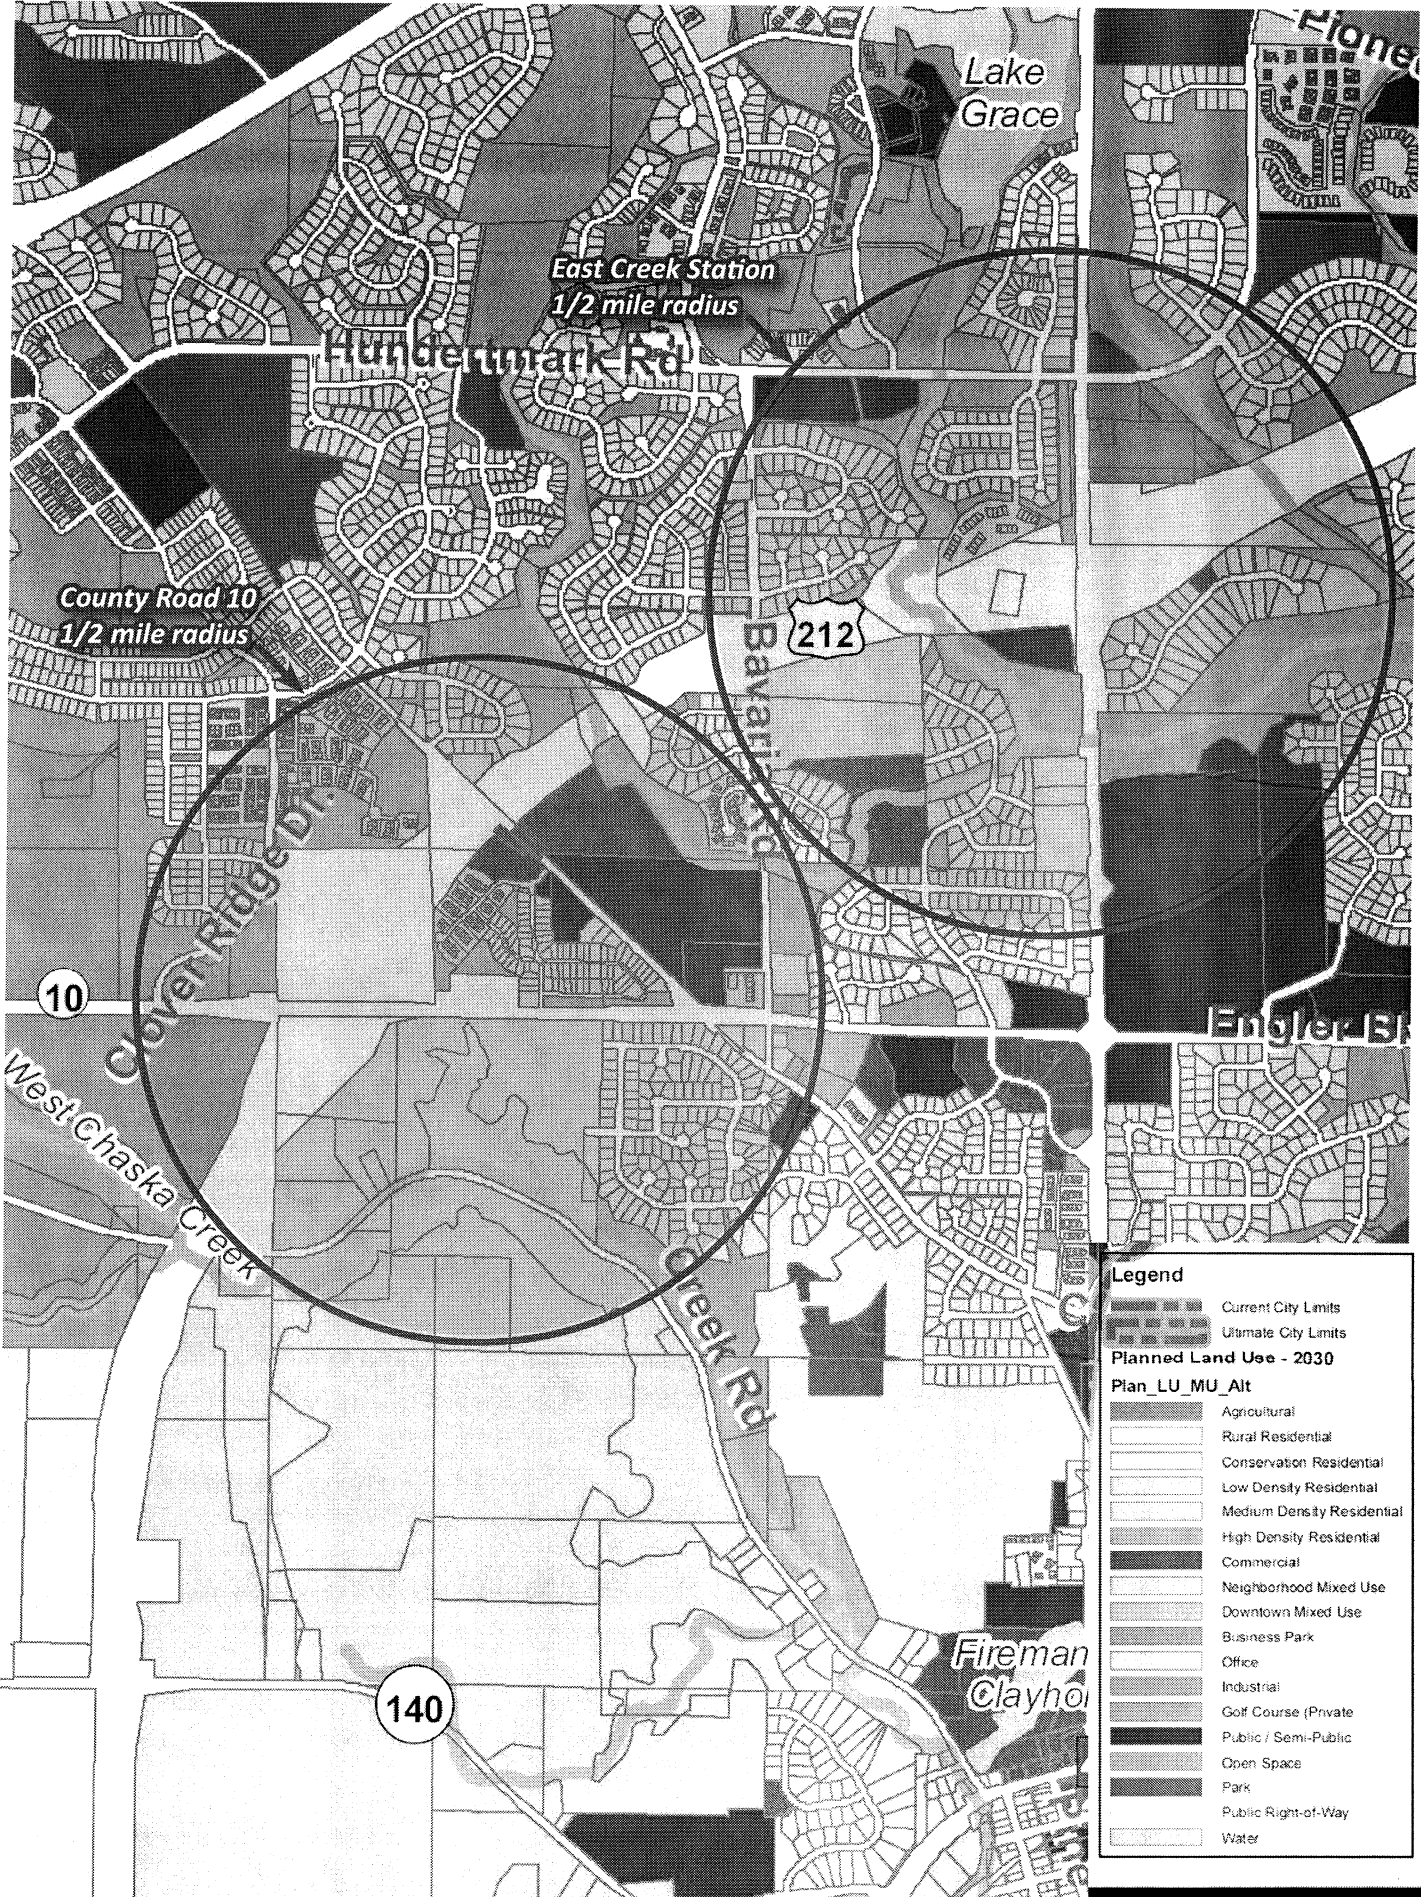 Lake
Grace
East Creek Station
1/2 mile radius
Hundertmark Rd
County Road 10
1/2 mile radius
212
Bavaria Rd
Clover Ridge Dr.
10
Engler Bl
West Chaska Creek
Creek Rd
140
Fireman
Clayhol
Legend
Current City Limits
Ultimate City Limits
Planned Land Use - 2030
Plan_LU_MU_Alt
Agricultural
Rural Residential
Conservation Residential
Low Density Residential
Medium Density Residential
High Density Residential
Commercial
Neighborhood Mixed Use
Downtown Mixed Use
Business Park
Office
Industrial
Golf Course (Private
Public / Semi-Public
Open Space
Park
Public Right-of-Way
Water